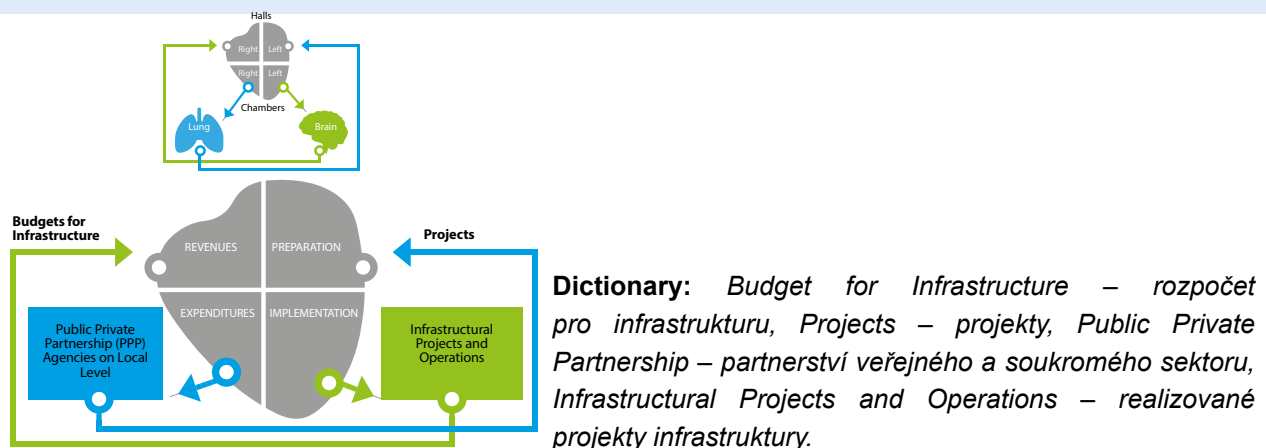 Halls
Right Left
Right Left
Chambers
Lung
Brain
Budgets for
Infrastructure
Projects
REVENUES
PREPARATION
EXPENDITURES
IMPLEMENTATION
Public Private
Partnership (PPP)
Agencies on Local
Level
Infrastructural
Projects and
Operations
Dictionary: Budget for Infrastructure – rozpočet
pro infrastrukturu, Projects – projekty, Public Private
Partnership – partnerství veřejného a soukromého sektoru,
Infrastructural Projects and Operations – realizované
projekty infrastruktury.